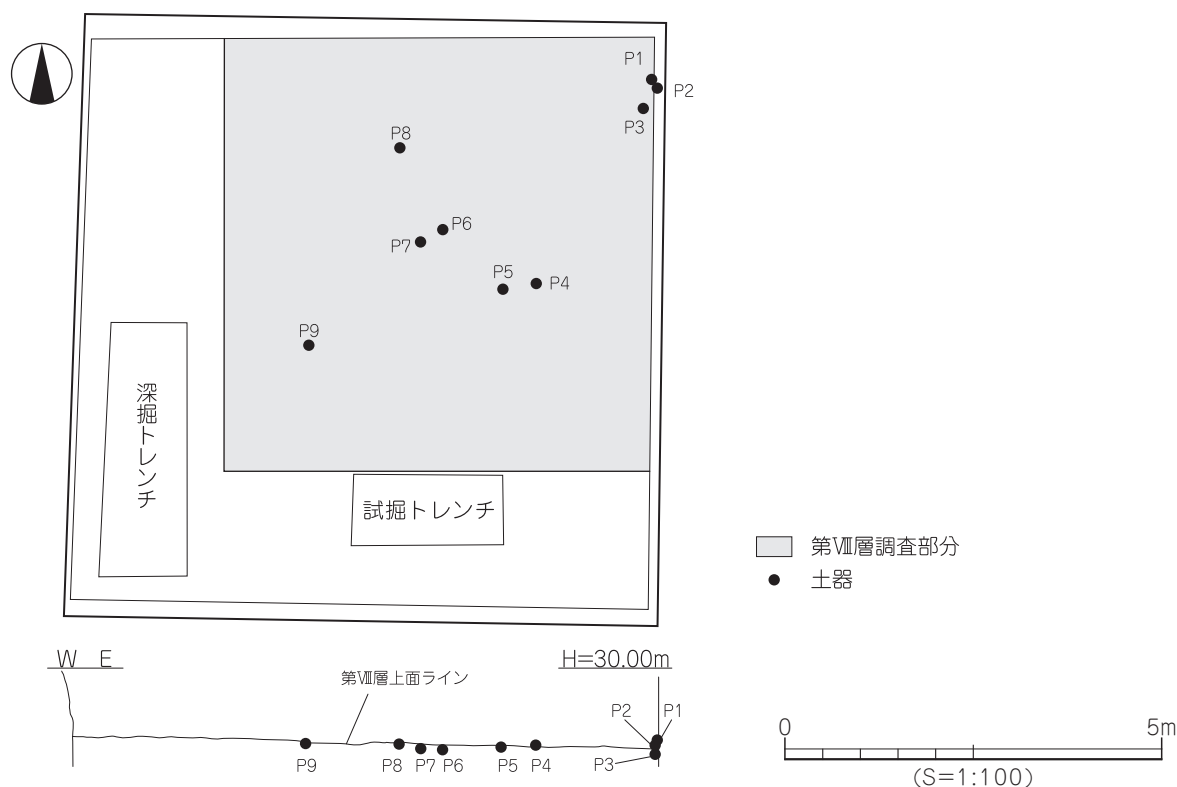 P1
P2
P3
P8
P6
P7
P5
P4
P9
深掘トレンチ
試掘トレンチ
第Ⅷ層調査部分
土器
W E
H=30.00m
第Ⅷ層上面ライン
P2
P1
P9
P8
P7
P6
P5
P4
P3
0
5m
(S=1:100)